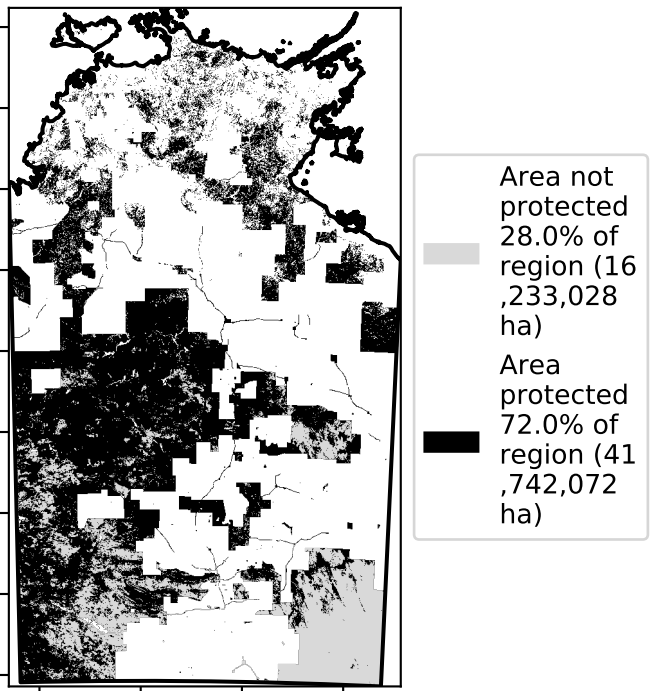 Area not
protected
28.0% of
region (16
,233,028
ha)
Area
protected
72.0% of
region (41
,742,072
ha)